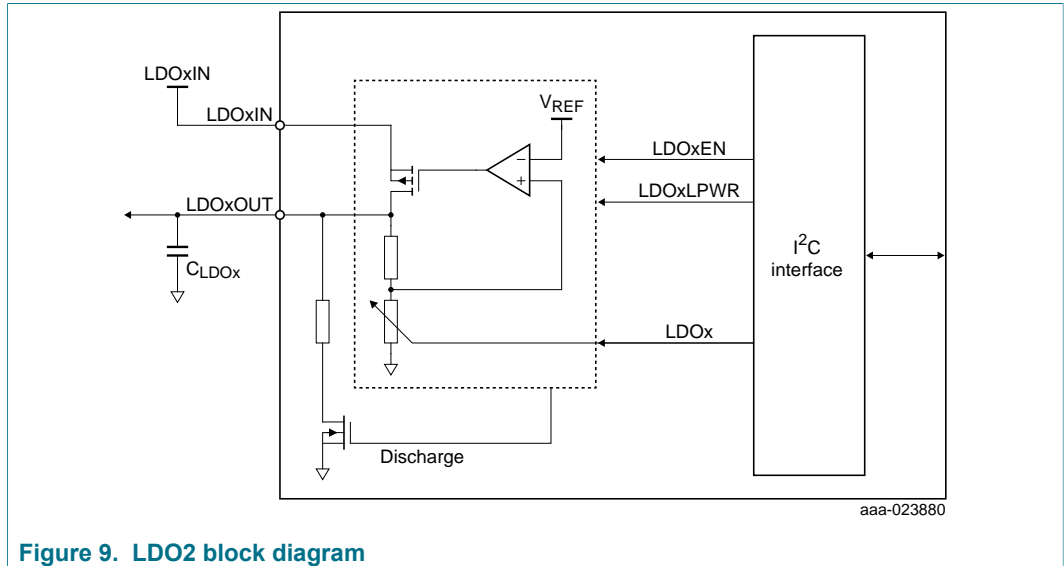 LDOxIN
LDOxIN
VREF
LDOxEN
LDOxLPWR
LDOxOUT
CLDOx
I2C
interface
LDOx
Discharge
aaa-023880
Figure 9. LDO2 block diagram
−
+